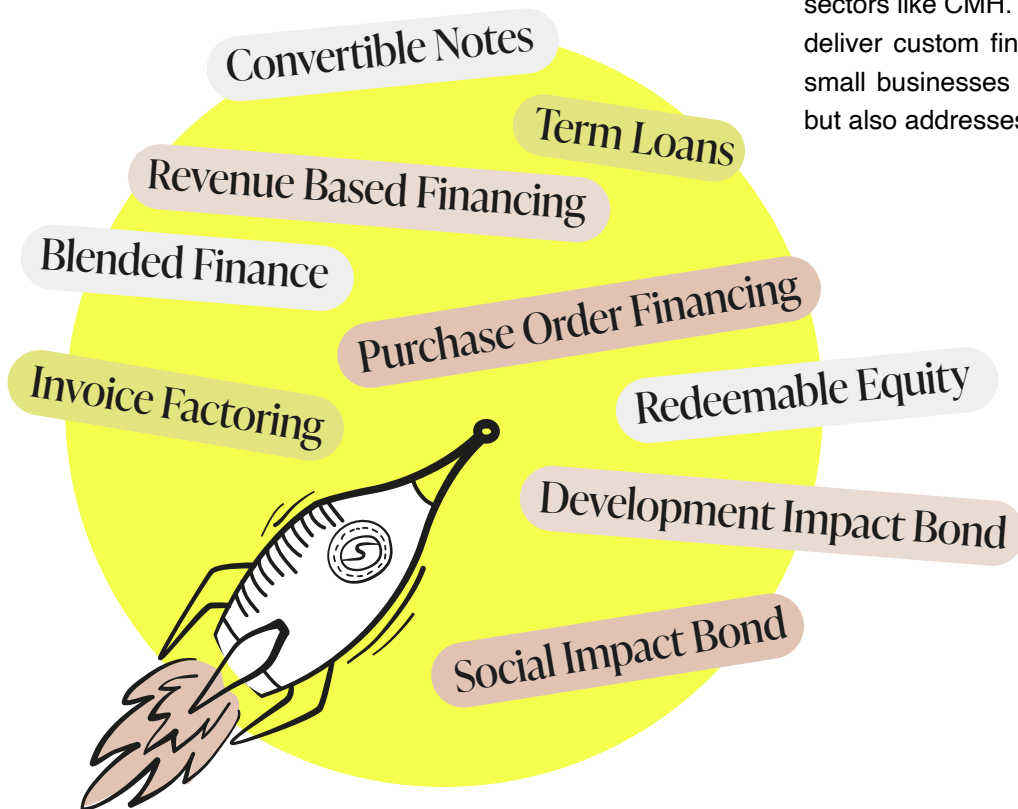 sectors like CMH.
deliver custom fin
small businesses
but also addresses
Convertible Notes
Term Loans
Revenue Based Financing
Blended Finance
Purchase Order Financing
Invoice Factoring
Redeemable Equity
Development Impact Bond
Social Impact Bond
S